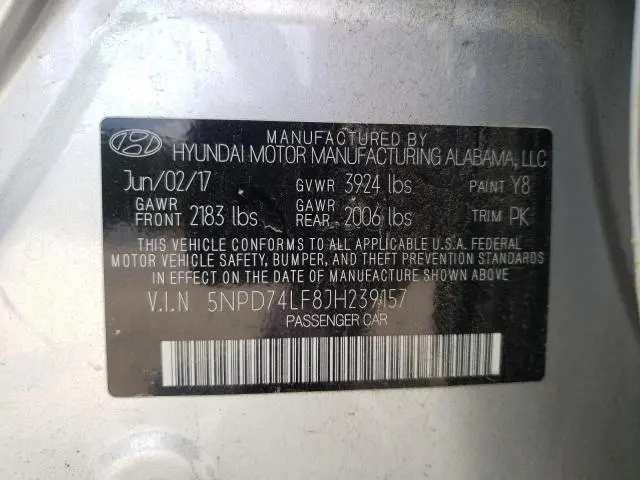 MANUFACTURED BY
HYUNDAI MOTOR MANUFACTURING ALABAMA, LLC
Jun/02/17 GVWR 3924 lbs PAINT Y8
GAWR FRONT 2183 lbs GAWR REAR 2006 lbs TRIM PK
THIS VEHICLE CONFORMS TO ALL APPLICABLE U.S.A. FEDERAL
MOTOR VEHICLE SAFETY, BUMPER, AND THEFT PREVENTION STANDARDS
IN EFFECT ON THE DATE OF MANUFACTURE SHOWN ABOVE.
V.I.N 5NPD74LF8JH239457
PASSENGER CAR